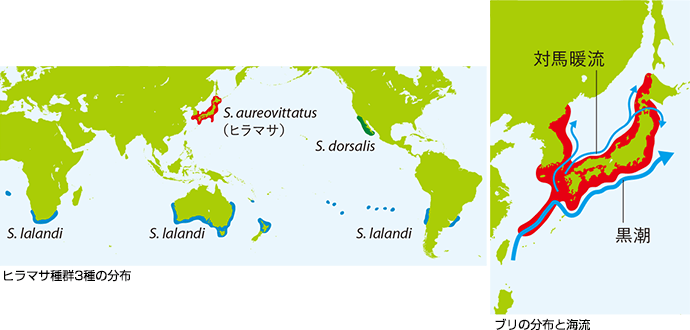 S. aureovittatus
（ヒラマサ）
S. dorsalis
S. lalandi
S. lalandi
S. lalandi
ヒラマサ種群3種の分布
対馬暖流
黒潮
ブリの分布と海流